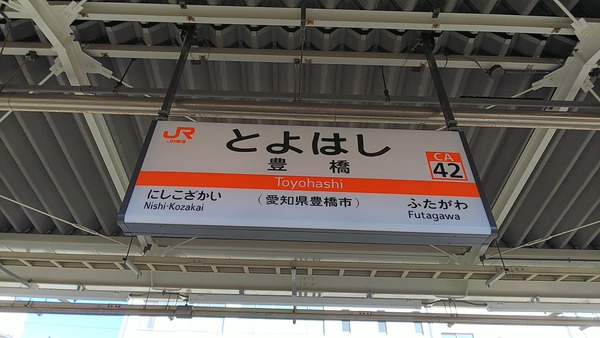 JR
JR東海
とよはし
豊橋
CA
42
Toyohashi
にしこざかい
Nishi-Kozakai
（愛知県豊橋市）
ふたがわ
Futagawa